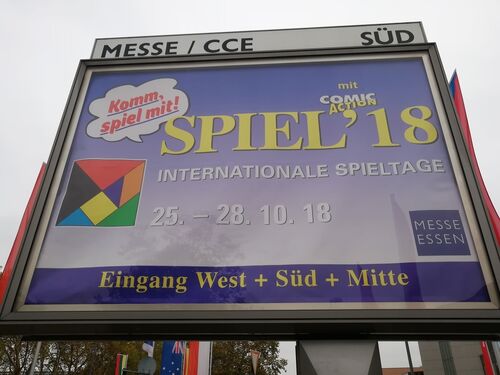 MESSE / CCE SÜD
Komm,
spiel mit!
mit
COMIC
ACTION
SPIEL'18
INTERNATIONALE SPIELTAGE
25. – 28. 10. 18
MESSE
ESSEN
Eingang West + Süd + Mitte